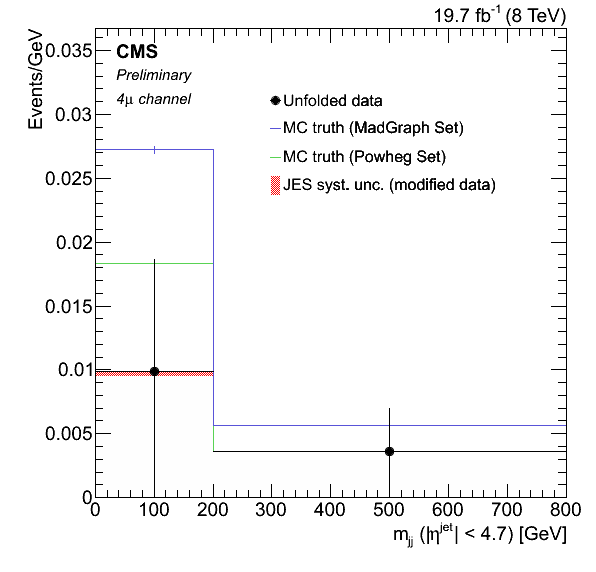 19.7 fb⁻¹ (8 TeV)
Events/GeV
0.035
0.03
0.025
0.02
0.015
0.01
0.005
0
CMS
Preliminary
4μ channel
Unfolded data
MC truth (MadGraph Set)
MC truth (Powheg Set)
JES syst. unc. (modified data)
0 100 200 300 400 500 600 700 800
m_jj (|η^jet| < 4.7) [GeV]